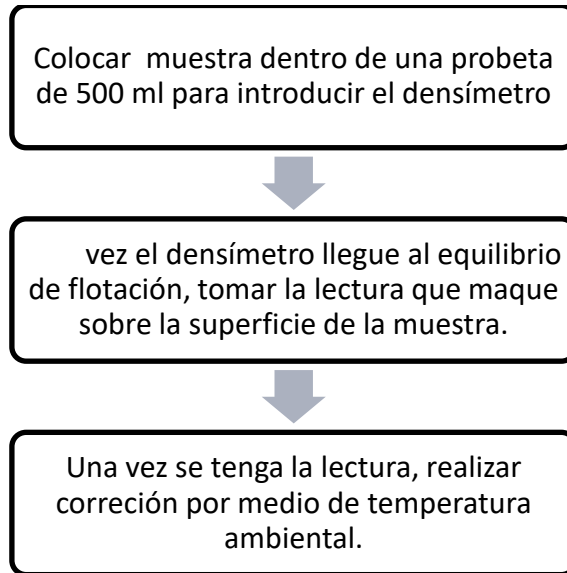 Colocar muestra dentro de una probeta
de 500 ml para introducir el densímetro
vez el densímetro llegue al equilibrio
de flotación, tomar la lectura que maque
sobre la superficie de la muestra.
Una vez se tenga la lectura, realizar
correción por medio de temperatura
ambiental.